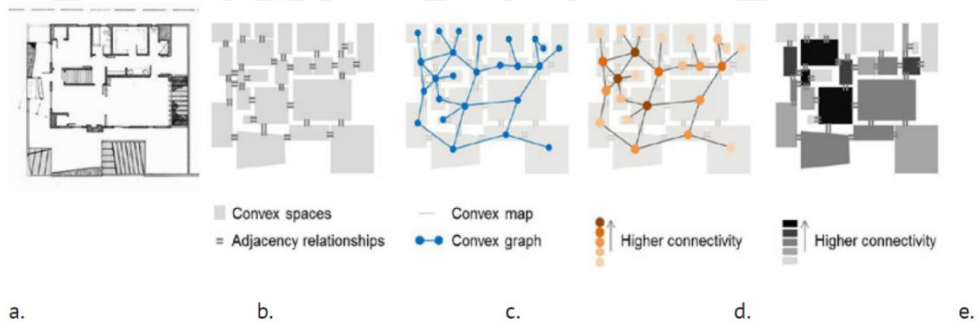 Convex spaces
Adjacency relationships
Convex map
Convex graph
Higher connectivity
Higher connectivity
a. b. c. d. e.